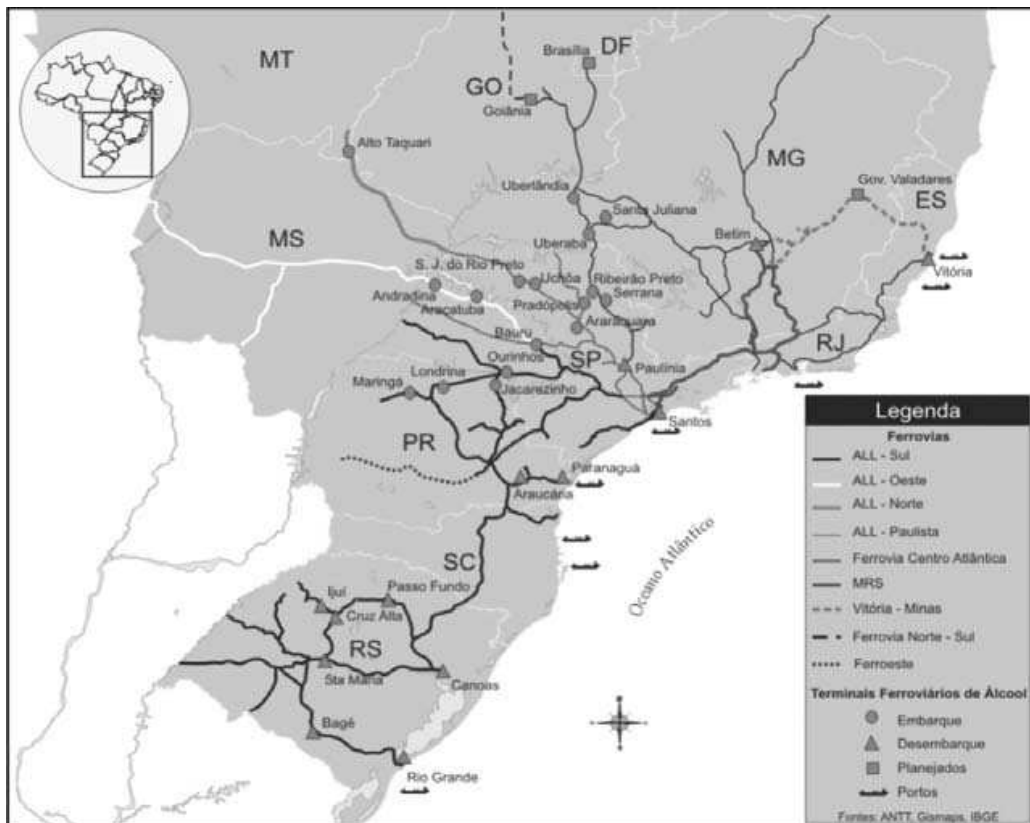 MT
DF
Brasília
GO
Goiânia
Alto Taquari
MG
Gov. Valadares
ES
Uberlândia
Santa Juliana
Betim
Uberaba
Vitória
MS
S. J. do Rio Preto
Uchôa
Ribeirão Preto
Andradina
Araçatuba
Pradópolis
Serrana
Araraquara
Bauru
SP
RJ
Ourinhos
Paulínia
Londrina
Maringá
Jacarezinho
Santos
PR
Paranaguá
Araucária
Oceano Atlântico
SC
Passo Fundo
Ijuí
Cruz Alta
RS
Sta Maria
Canoas
Bagé
Rio Grande
Legenda
Ferrovias
ALL - Sul
ALL - Oeste
ALL - Norte
ALL - Paulista
Ferrovia Centro Atlântica
MRS
Vitória - Minas
Ferrovia Norte - Sul
Ferroeste
Terminais Ferroviários de Álcool
Embarque
Desembarque
Planejados
Portos
Fontes: ANTT, Gismaps, IBGE